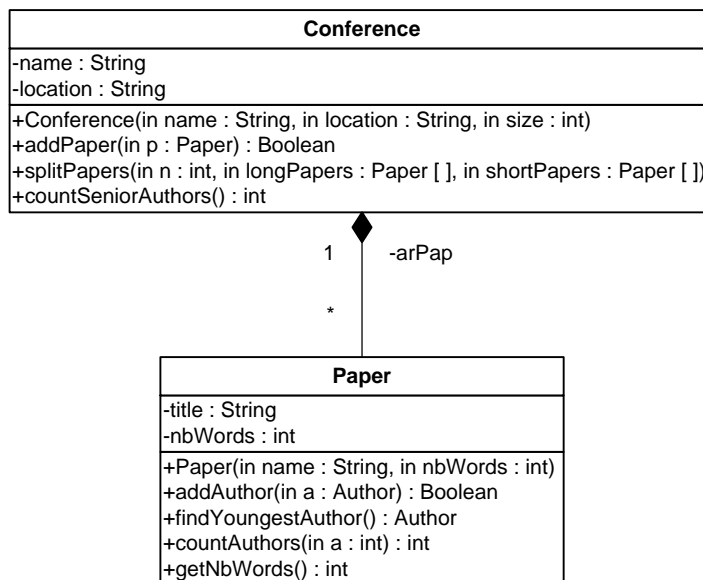 Conference
-name : String
-location : String
+Conference(in name : String, in location : String, in size : int)
+addPaper(in p : Paper) : Boolean
+splitPapers(in n : int, in longPapers : Paper [ ], in shortPapers : Paper [ ])
+countSeniorAuthors() : int
1 -arPap
*
Paper
-title : String
-nbWords : int
+Paper(in name : String, in nbWords : int)
+addAuthor(in a : Author) : Boolean
+findYoungestAuthor() : Author
+countAuthors(in a : int) : int
+getNbWords() : int